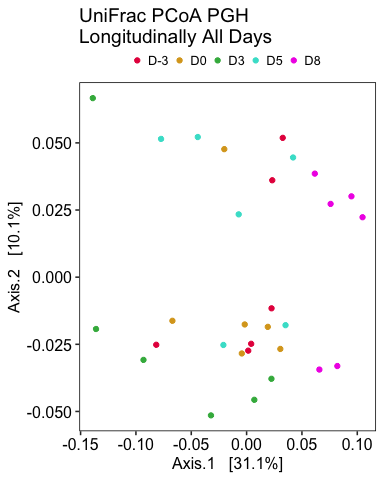 UniFrac PCoA PGH
Longitudinally All Days
D-3 D0 D3 D5 D8
0.050
0.025
0.000
-0.025
-0.050
Axis.2 [10.1%]
-0.15 -0.10 -0.05 0.00 0.05 0.10
Axis.1 [31.1%]